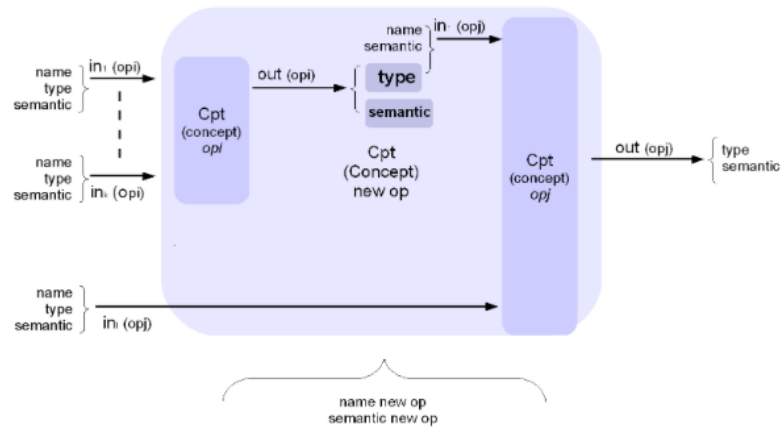 name
semantic
in· (opj)
name
type
semantic
in₁ (opi)
out (opi)
type
semantic
Cpt
(concept)
opi
Cpt
(Concept)
new op
Cpt
(concept)
opj
out (opj)
type
semantic
name
type
semantic
inₖ (opi)
name
type
semantic
inₗ (opj)
name new op
semantic new op